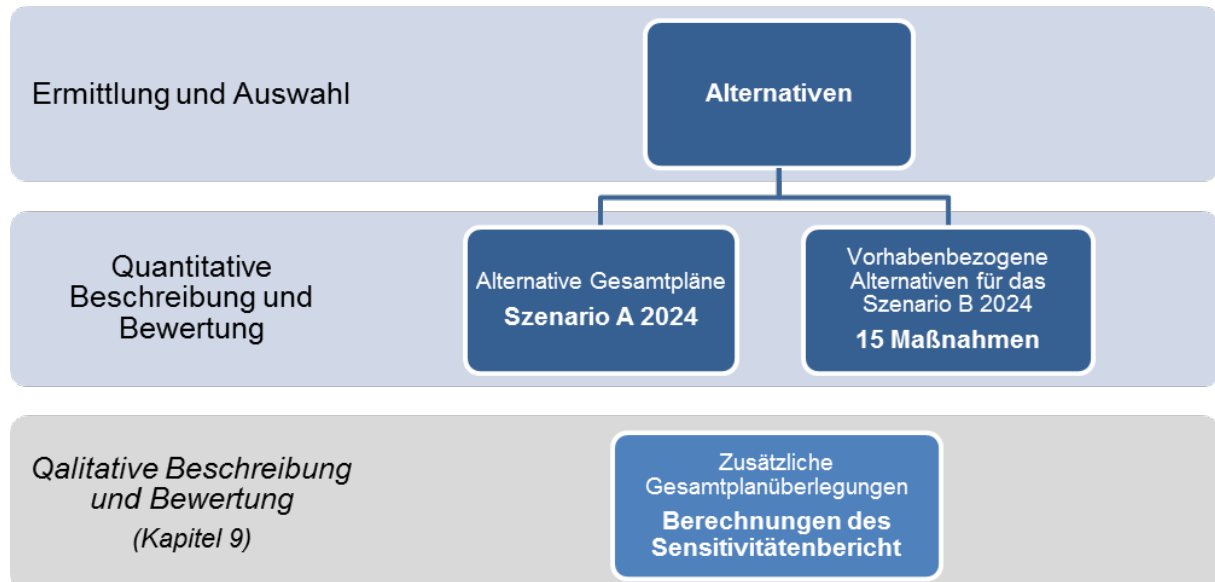 Ermittlung und Auswahl
Alternativen
Quantitative
Beschreibung und
Bewertung
Alternative Gesamtpläne
Szenario A 2024
Vorhabenbezogene
Alternativen für das
Szenario B 2024
15 Maßnahmen
Qalitative Beschreibung
und Bewertung
(Kapitel 9)
Zusätzliche
Gesamtplanüberlegungen
Berechnungen des
Sensitivitätenbericht